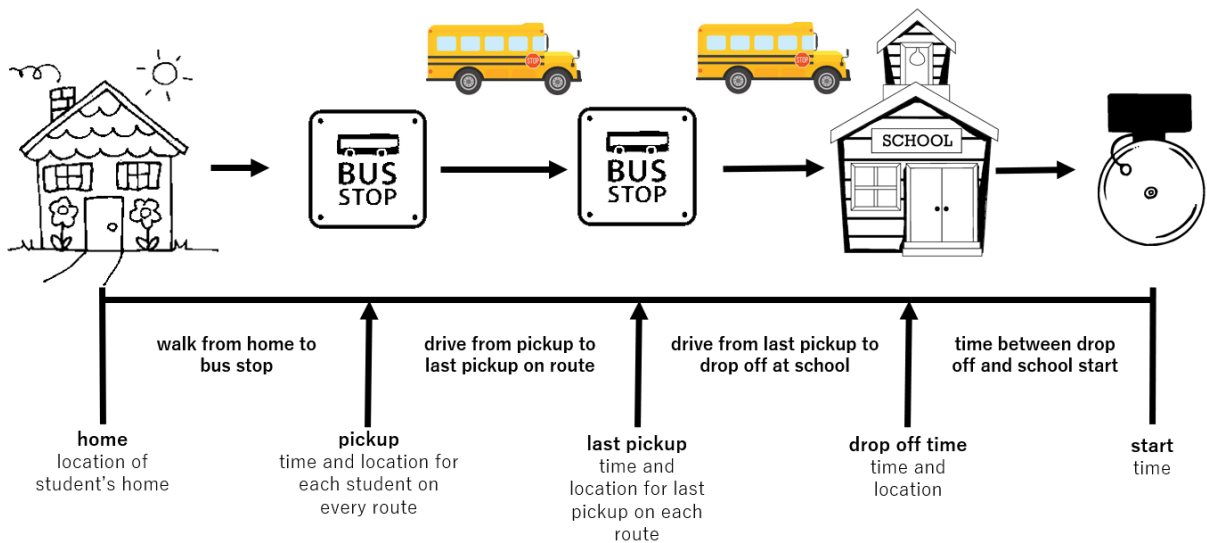 STOP
STOP
BUS
STOP
BUS
STOP
SCHOOL
walk from home to
bus stop
drive from pickup to
last pickup on route
drive from last pickup to
drop off at school
time between drop
off and school start
home
location of
student's home
pickup
time and location for
each student on
every route
last pickup
time and
location for last
pickup on each
route
drop off time
time and
location
start
time